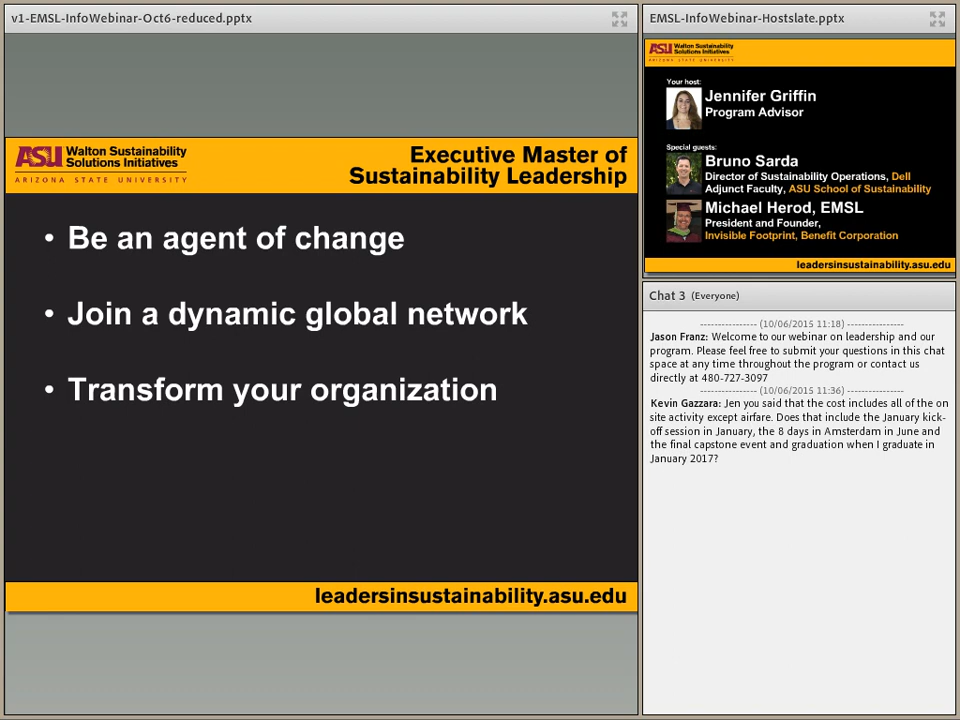 v1-EMSL-InfoWebinar-Oct6-reduced.pptx
ASU Walton Sustainability
Solutions Initiatives
ARIZONA STATE UNIVERSITY
Executive Master of
Sustainability Leadership
• Be an agent of change
• Join a dynamic global network
• Transform your organization
leadersinsustainability.asu.edu
EMSL-InfoWebinar-Hostslate.pptx
ASU Walton Sustainability
Solutions Initiatives
ARIZONA STATE UNIVERSITY
Your host:
Jennifer Griffin
Program Advisor
Special guests:
Bruno Sarda
Director of Sustainability Operations, Dell
Adjunct Faculty, ASU School of Sustainability
Michael Herod, EMSL
President and Founder,
Invisible Footprint, Benefit Corporation
leadersinsustainability.asu.edu
Chat 3 (Everyone)
---------------- (10/06/2015 11:18) ----------------
Jason Franz: Welcome to our webinar on leadership and our
program. Please feel free to submit your questions in this chat
space at any time throughout the program or contact us
directly at 480-727-3097
---------------- (10/06/2015 11:36) ----------------
Kevin Gazzara: Jen you said that the cost includes all of the on
site activity except airfare. Does that include the January kick-
off session in January, the 8 days in Amsterdam in June and
the final capstone event and graduation when I graduate in
January 2017?